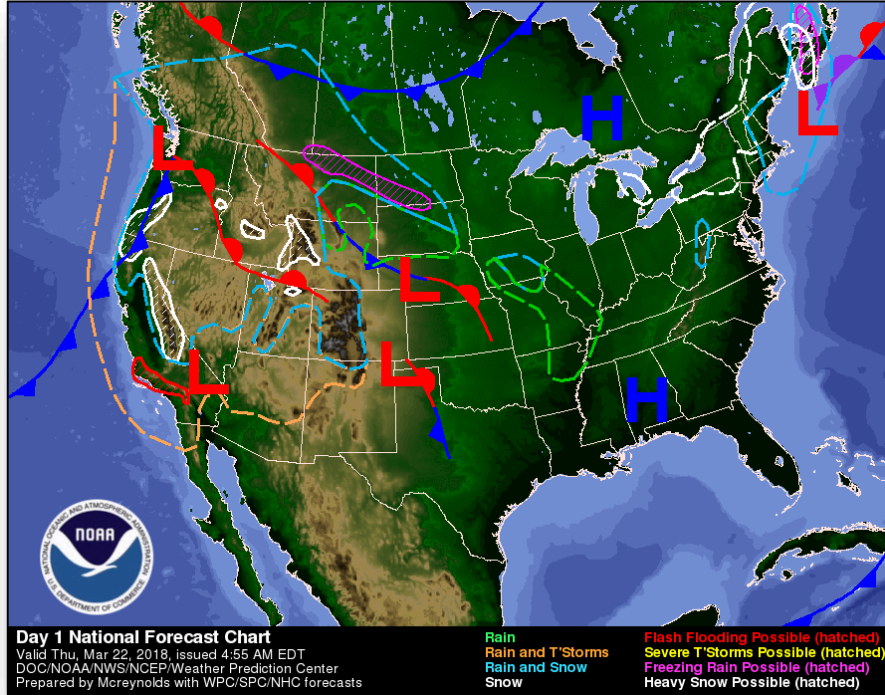 H
L
L
L
L
L
H
NOAA
NATIONAL OCEANIC AND ATMOSPHERIC ADMINISTRATION
U.S. DEPARTMENT OF COMMERCE
Day 1 National Forecast Chart
Valid Thu, Mar 22, 2018, issued 4:55 AM EDT
DOC/NOAA/NWS/NCEP/Weather Prediction Center
Prepared by Mcreynolds with WPC/SPC/NHC forecasts
Rain
Rain and T'Storms
Rain and Snow
Snow
Flash Flooding Possible (hatched)
Severe T'Storms Possible (hatched)
Freezing Rain Possible (hatched)
Heavy Snow Possible (hatched)